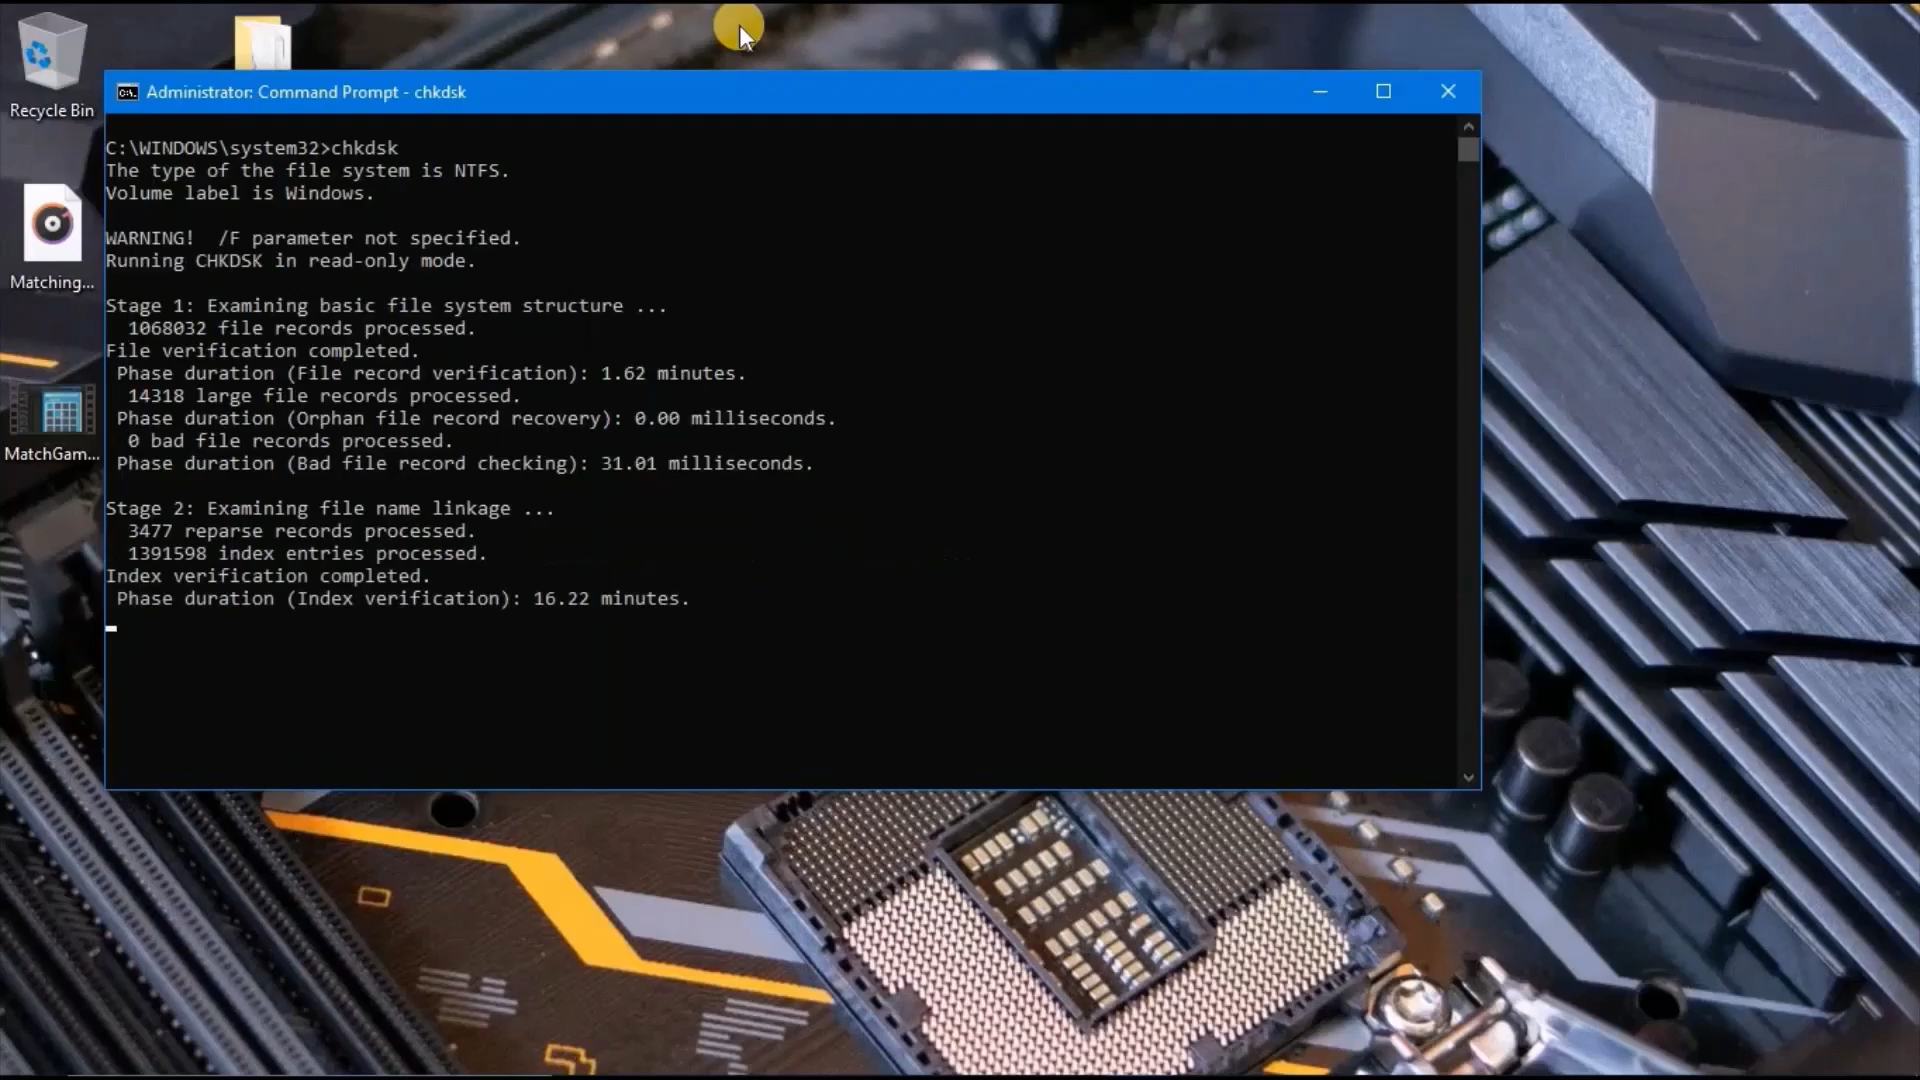 Recycle Bin
Matching...
MatchGam...
Administrator: Command Prompt - chkdsk
C:\WINDOWS\system32>chkdsk
The type of the file system is NTFS.
Volume label is Windows.
WARNING!  /F parameter not specified.
Running CHKDSK in read-only mode.
Stage 1: Examining basic file system structure ...
1068032 file records processed.
File verification completed.
Phase duration (File record verification): 1.62 minutes.
14318 large file records processed.
Phase duration (Orphan file record recovery): 0.00 milliseconds.
0 bad file records processed.
Phase duration (Bad file record checking): 31.01 milliseconds.
Stage 2: Examining file name linkage ...
3477 reparse records processed.
1391598 index entries processed.
Index verification completed.
Phase duration (Index verification): 16.22 minutes.